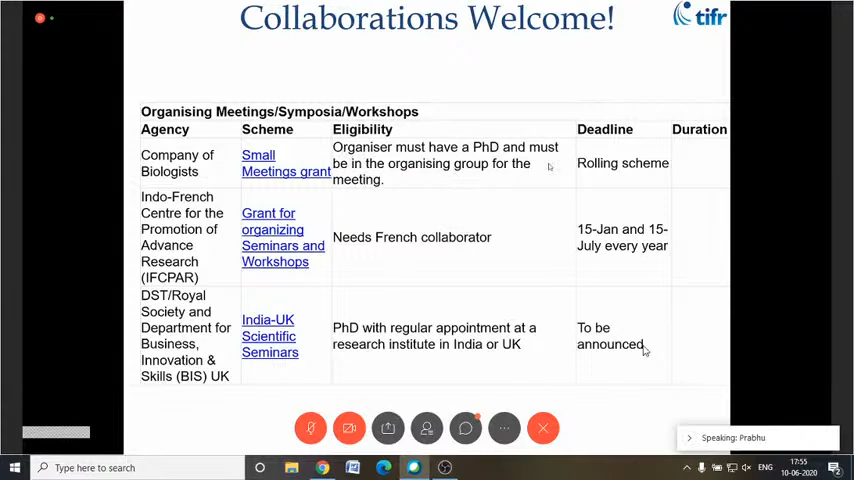 Collaborations Welcome!
tifr
Organising Meetings/Symposia/Workshops
Agency Scheme Eligibility Deadline Duration
Company of
Biologists
Small
Meetings grant
Organiser must have a PhD and must
be in the organising group for the
meeting.
Rolling scheme
Indo-French
Centre for the
Promotion of
Advance
Research
(IFCPAR)
Grant for
organizing
Seminars and
Workshops
Needs French collaborator
15-Jan and 15-
July every year
DST/Royal
Society and
Department for
Business,
Innovation &
Skills (BIS) UK
India-UK
Scientific
Seminars
PhD with regular appointment at a
research institute in India or UK
To be
announced
Speaking: Prabhu
Type here to search
ENG
17:55
10-06-2020
2